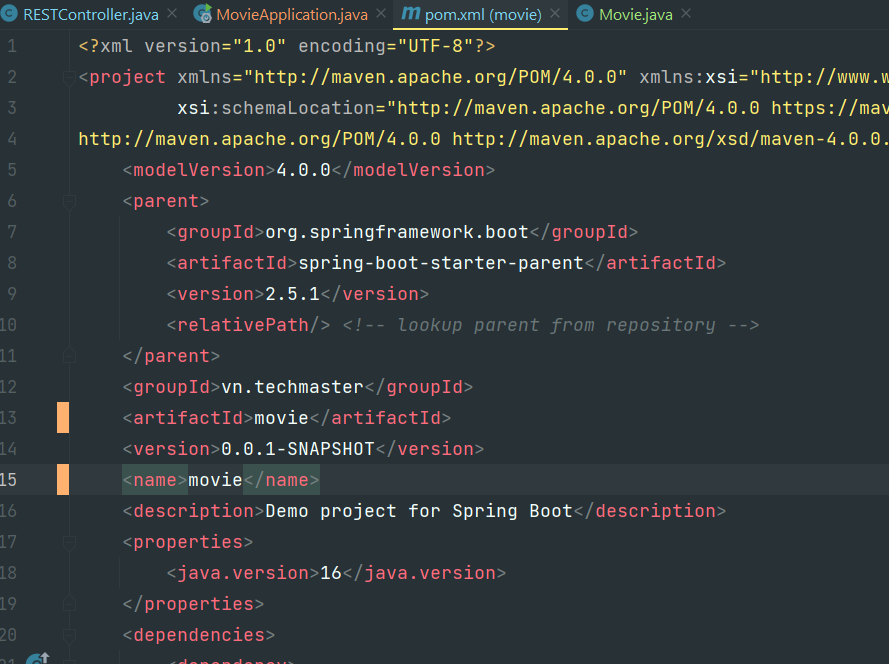 RESTController.java MovieApplication.java pom.xml (movie) Movie.java
1 <?xml version="1.0" encoding="UTF-8"?>
2 <project xmlns="http://maven.apache.org/POM/4.0.0" xmlns:xsi="http://www.w
3 xsi:schemaLocation="http://maven.apache.org/POM/4.0.0 https://mav
4 http://maven.apache.org/POM/4.0.0 http://maven.apache.org/xsd/maven-4.0.0.
5 <modelVersion>4.0.0</modelVersion>
6 <parent>
7 <groupId>org.springframework.boot</groupId>
8 <artifactId>spring-boot-starter-parent</artifactId>
9 <version>2.5.1</version>
10 <relativePath/> <!-- lookup parent from repository -->
11 </parent>
12 <groupId>vn.techmaster</groupId>
13 <artifactId>movie</artifactId>
14 <version>0.0.1-SNAPSHOT</version>
15 <name>movie</name>
16 <description>Demo project for Spring Boot</description>
17 <properties>
18 <java.version>16</java.version>
19 </properties>
20 <dependencies>
21 <dependency>